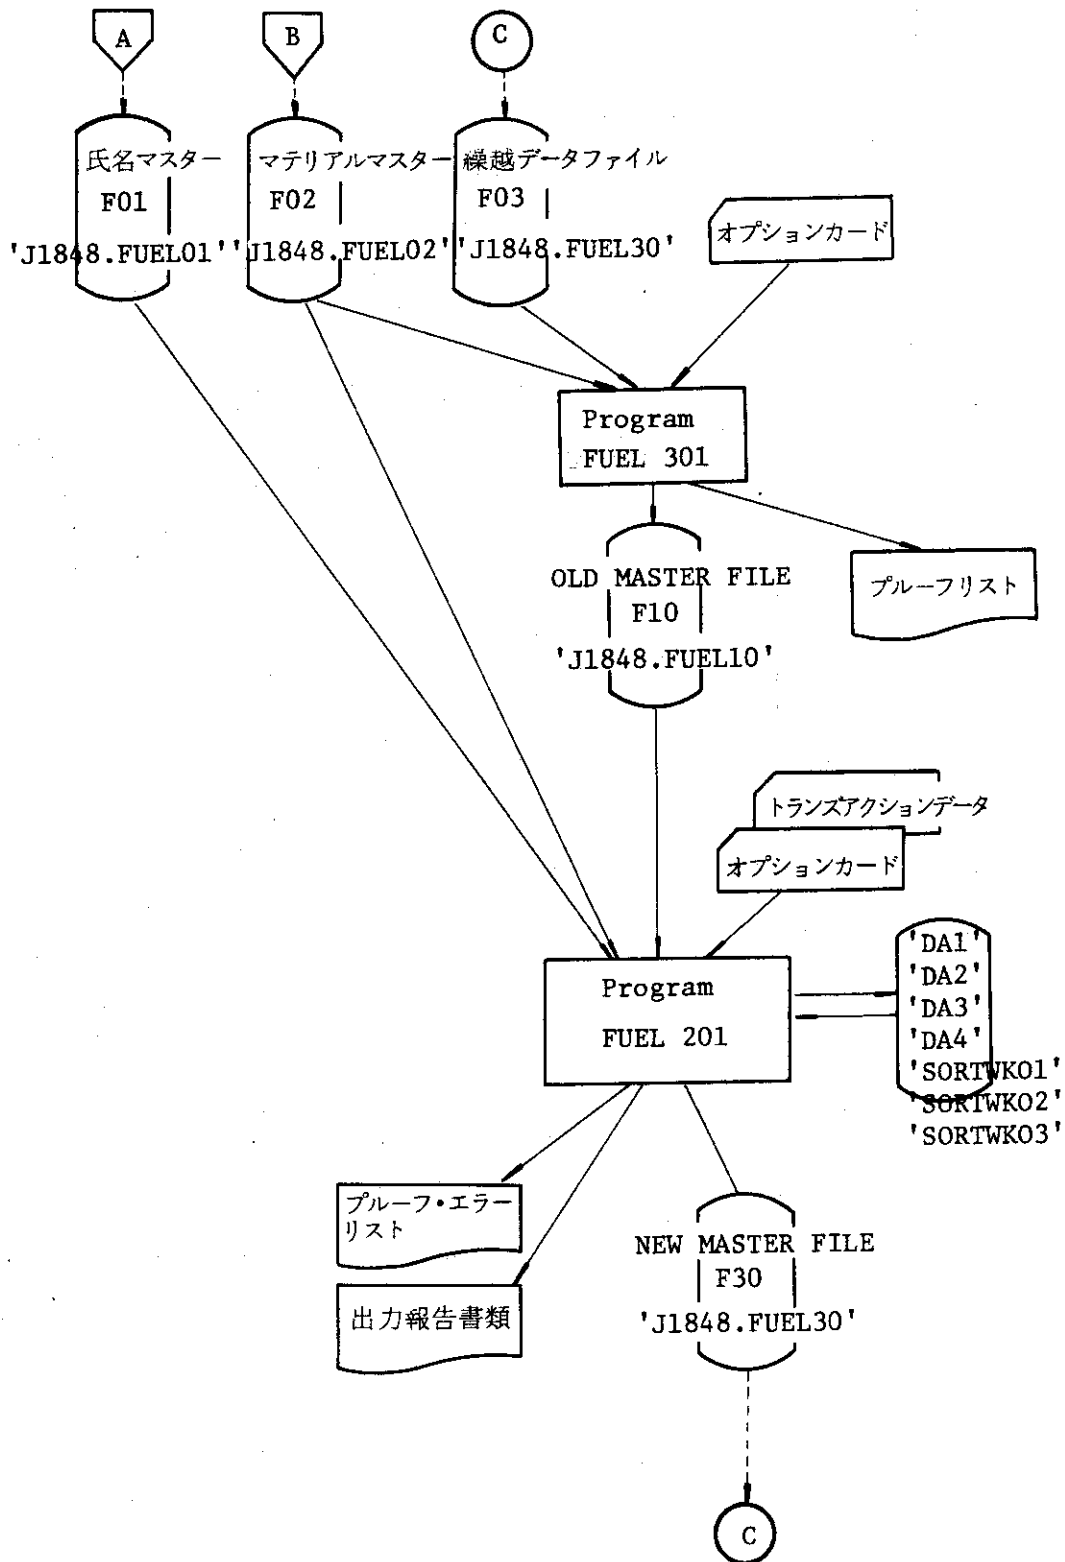 A
B
C
氏名マスター
F01
'J1848.FUEL01'
マテリアルマスター
F02
'J1848.FUEL02'
繰越データファイル
F03
'J1848.FUEL30'
オプションカード
Program
FUEL 301
OLD MASTER FILE
F10
'J1848.FUEL10'
プルーフリスト
トランズアクションデータ
オプションカード
Program
FUEL 201
'DA1'
'DA2'
'DA3'
'DA4'
'SORTWK01'
'SORTWK02'
'SORTWK03'
プルーフ・エラー
リスト
出力報告書類
NEW MASTER FILE
F30
'J1848.FUEL30'
C